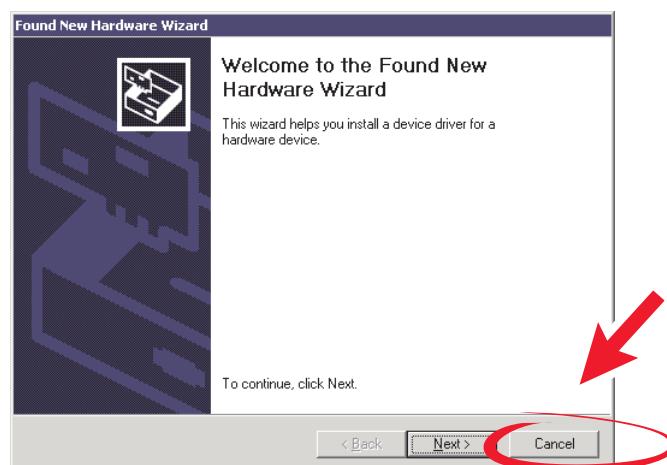 Found New Hardware Wizard
Welcome to the Found New
Hardware Wizard
This wizard helps you install a device driver for a
hardware device.
To continue, click Next.
< Back
Next >
Cancel